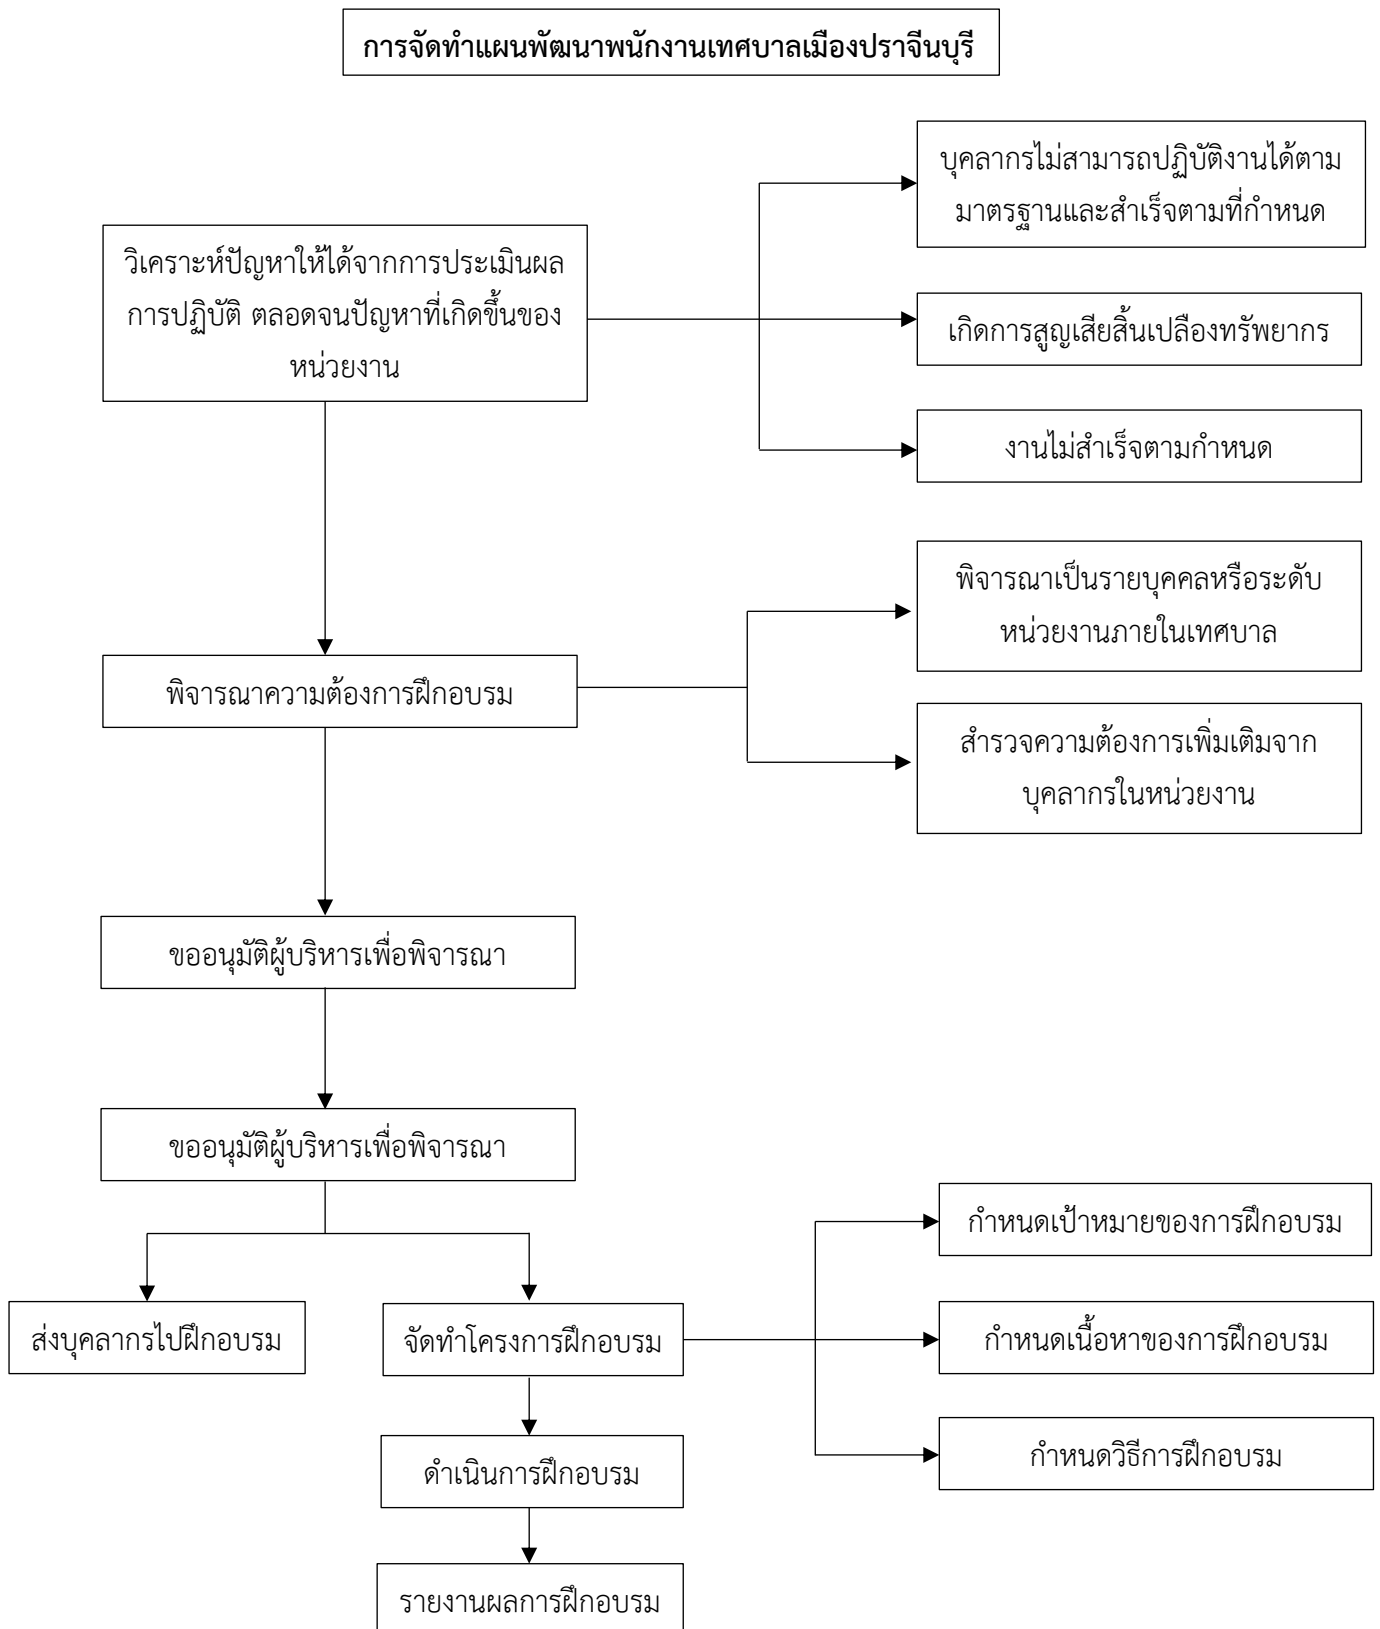 การจัดทำแผนพัฒนาพนักงานเทศบาลเมืองปราจีนบุรี
บุคลากรไม่สามารถปฏิบัติงานได้ตาม
มาตรฐานและสำเร็จตามที่กำหนด
วิเคราะห์ปัญหาให้ได้จากการประเมินผล
การปฏิบัติ ตลอดจนปัญหาที่เกิดขึ้นของ
หน่วยงาน
เกิดการสูญเสียสิ้นเปลืองทรัพยากร
งานไม่สำเร็จตามกำหนด
พิจารณาเป็นรายบุคคลหรือระดับ
หน่วยงานภายในเทศบาล
พิจารณาความต้องการฝึกอบรม
สำรวจความต้องการเพิ่มเติมจาก
บุคลากรในหน่วยงาน
ขออนุมัติผู้บริหารเพื่อพิจารณา
ขออนุมัติผู้บริหารเพื่อพิจารณา
กำหนดเป้าหมายของการฝึกอบรม
ส่งบุคลากรไปฝึกอบรม
จัดทำโครงการฝึกอบรม
กำหนดเนื้อหาของการฝึกอบรม
กำหนดวิธีการฝึกอบรม
ดำเนินการฝึกอบรม
รายงานผลการฝึกอบรม